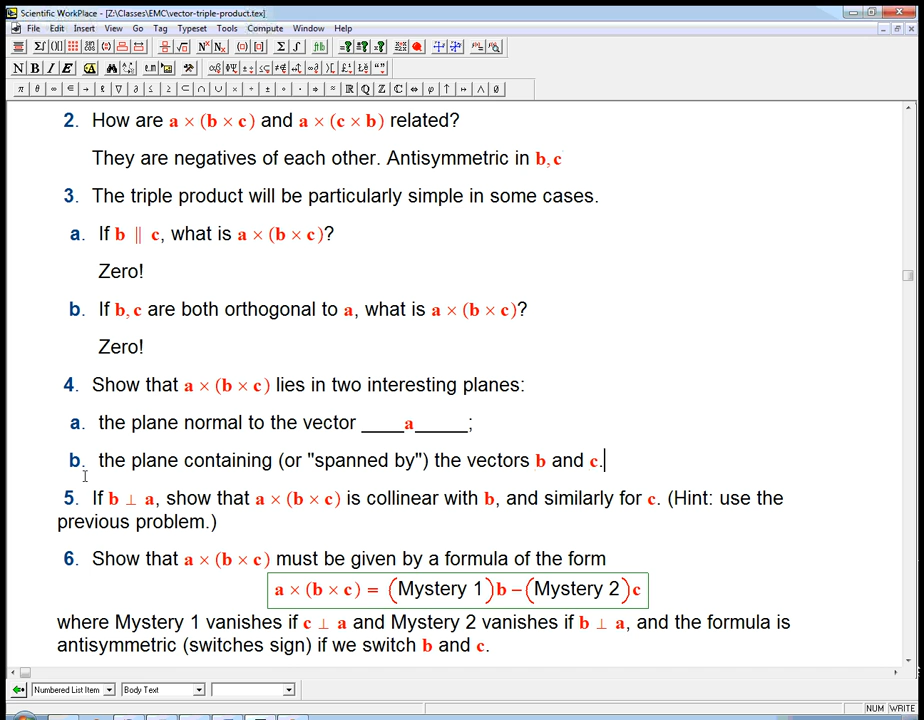 Scientific WorkPlace - [Z:\Classes\EMC\vector-triple-product.tex]
File Edit Insert View Go Tag Typeset Tools Compute Window Help
2. How are a × (b × c) and a × (c × b) related?
They are negatives of each other. Antisymmetric in b, c
3. The triple product will be particularly simple in some cases.
a. If b ∥ c, what is a × (b × c)?
Zero!
b. If b, c are both orthogonal to a, what is a × (b × c)?
Zero!
4. Show that a × (b × c) lies in two interesting planes:
a. the plane normal to the vector ____a_____;
b. the plane containing (or "spanned by") the vectors b and c.
5. If b ⊥ a, show that a × (b × c) is collinear with b, and similarly for c. (Hint: use the
previous problem.)
6. Show that a × (b × c) must be given by a formula of the form
a × (b × c) = (Mystery 1)b − (Mystery 2)c
where Mystery 1 vanishes if c ⊥ a and Mystery 2 vanishes if b ⊥ a, and the formula is
antisymmetric (switches sign) if we switch b and c.
Numbered List Item Body Text
NUM WRITE